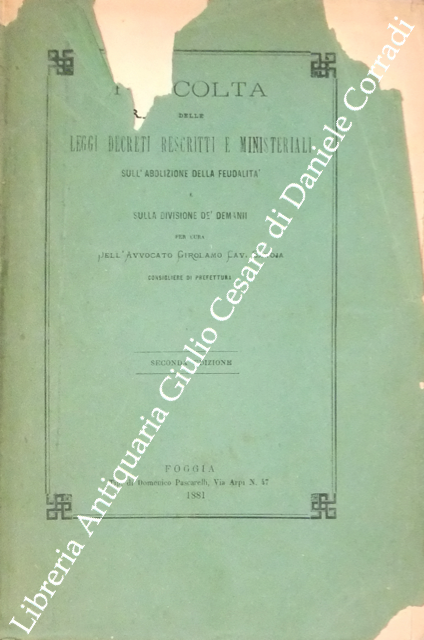 COLTA
DELLE
LEGGI DECRETI RESCRITTI E MINISTERIALI
SULL'ABOLIZIONE DELLA FEUDALITA'
E
SULLA DIVISIONE DE' DEMANII
PER CURA
DELL'AVVOCATO GIROLAMO CAV.
CONSIGLIERE DI PREFETTURA
SECONDA EDIZIONE
FOGGIA
di Domenico Pascarelli, Via Arpi N. 47
1881
Libreria Antiquaria Giulio Cesare di Daniele Corradi